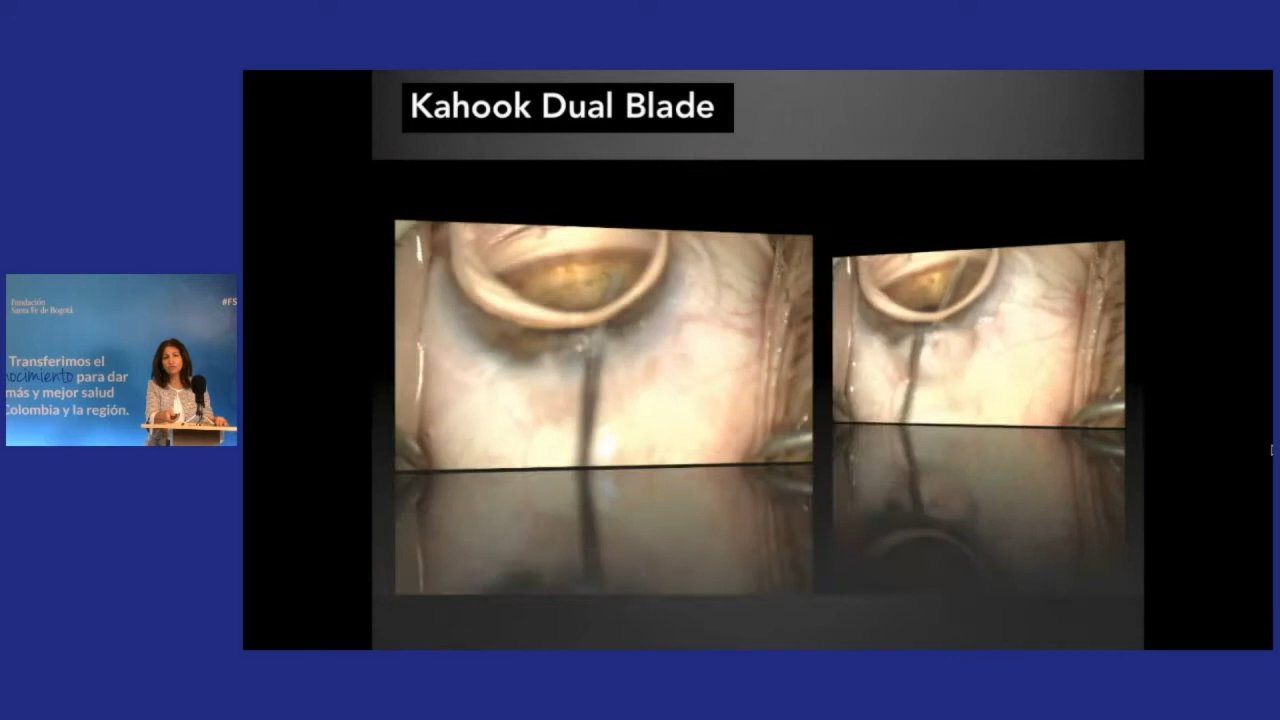 Kahook Dual Blade
Fundación
Santa Fe de Bogotá
#FS
Transferimos el
para dar
más y mejor salud
Colombia y la región.